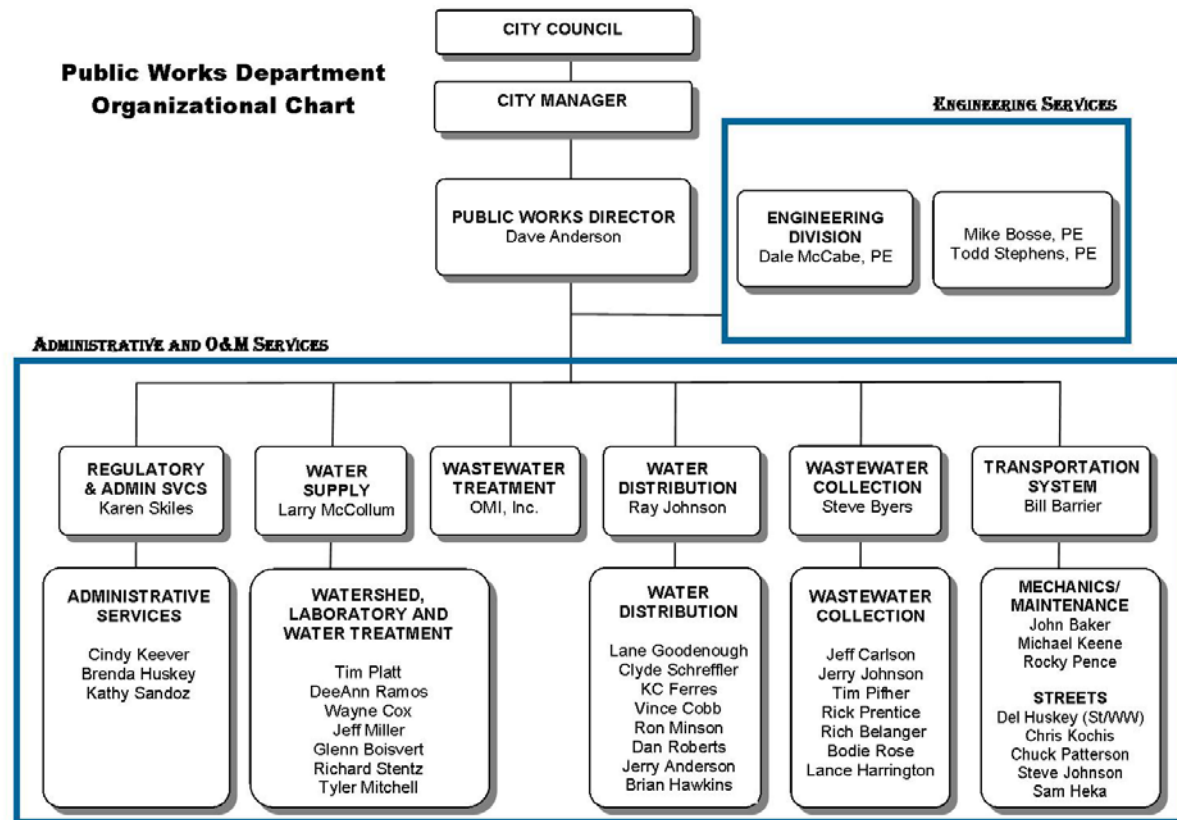 Public Works Department
Organizational Chart
CITY COUNCIL
CITY MANAGER
PUBLIC WORKS DIRECTOR
Dave Anderson
ENGINEERING SERVICES
ENGINEERING
DIVISION
Dale McCabe, PE
Mike Bosse, PE
Todd Stephens, PE
ADMINISTRATIVE AND O&M SERVICES
REGULATORY
& ADMIN SVCS
Karen Skiles
WATER
SUPPLY
Larry McCollum
WASTEWATER
TREATMENT
OMI, Inc.
WATER
DISTRIBUTION
Ray Johnson
WASTEWATER
COLLECTION
Steve Byers
TRANSPORTATION
SYSTEM
Bill Barrier
ADMINISTRATIVE
SERVICES
Cindy Keever
Brenda Huskey
Kathy Sandoz
WATERSHED,
LABORATORY AND
WATER TREATMENT
Tim Platt
DeeAnn Ramos
Wayne Cox
Jeff Miller
Glenn Boisvert
Richard Stentz
Tyler Mitchell
WATER
DISTRIBUTION
Lane Goodenough
Clyde Schreffler
KC Ferres
Vince Cobb
Ron Minson
Dan Roberts
Jerry Anderson
Brian Hawkins
WASTEWATER
COLLECTION
Jeff Carlson
Jerry Johnson
Tim Pifher
Rick Prentice
Rich Belanger
Bodie Rose
Lance Harrington
MECHANICS/
MAINTENANCE
John Baker
Michael Keene
Rocky Pence
STREETS
Del Huskey (St/WW)
Chris Kochis
Chuck Patterson
Steve Johnson
Sam Heka